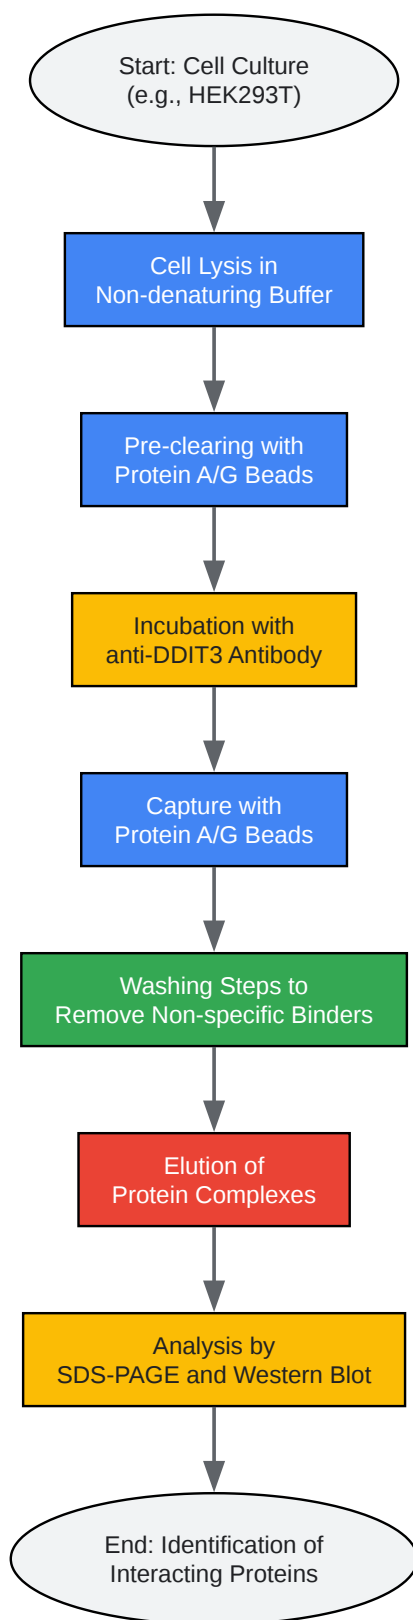 Start: Cell Culture
(e.g., HEK293T)
Cell Lysis in
Non-denaturing Buffer
Pre-clearing with
Protein A/G Beads
Incubation with
anti-DDIT3 Antibody
Capture with
Protein A/G Beads
Washing Steps to
Remove Non-specific Binders
Elution of
Protein Complexes
Analysis by
SDS-PAGE and Western Blot
End: Identification of
Interacting Proteins